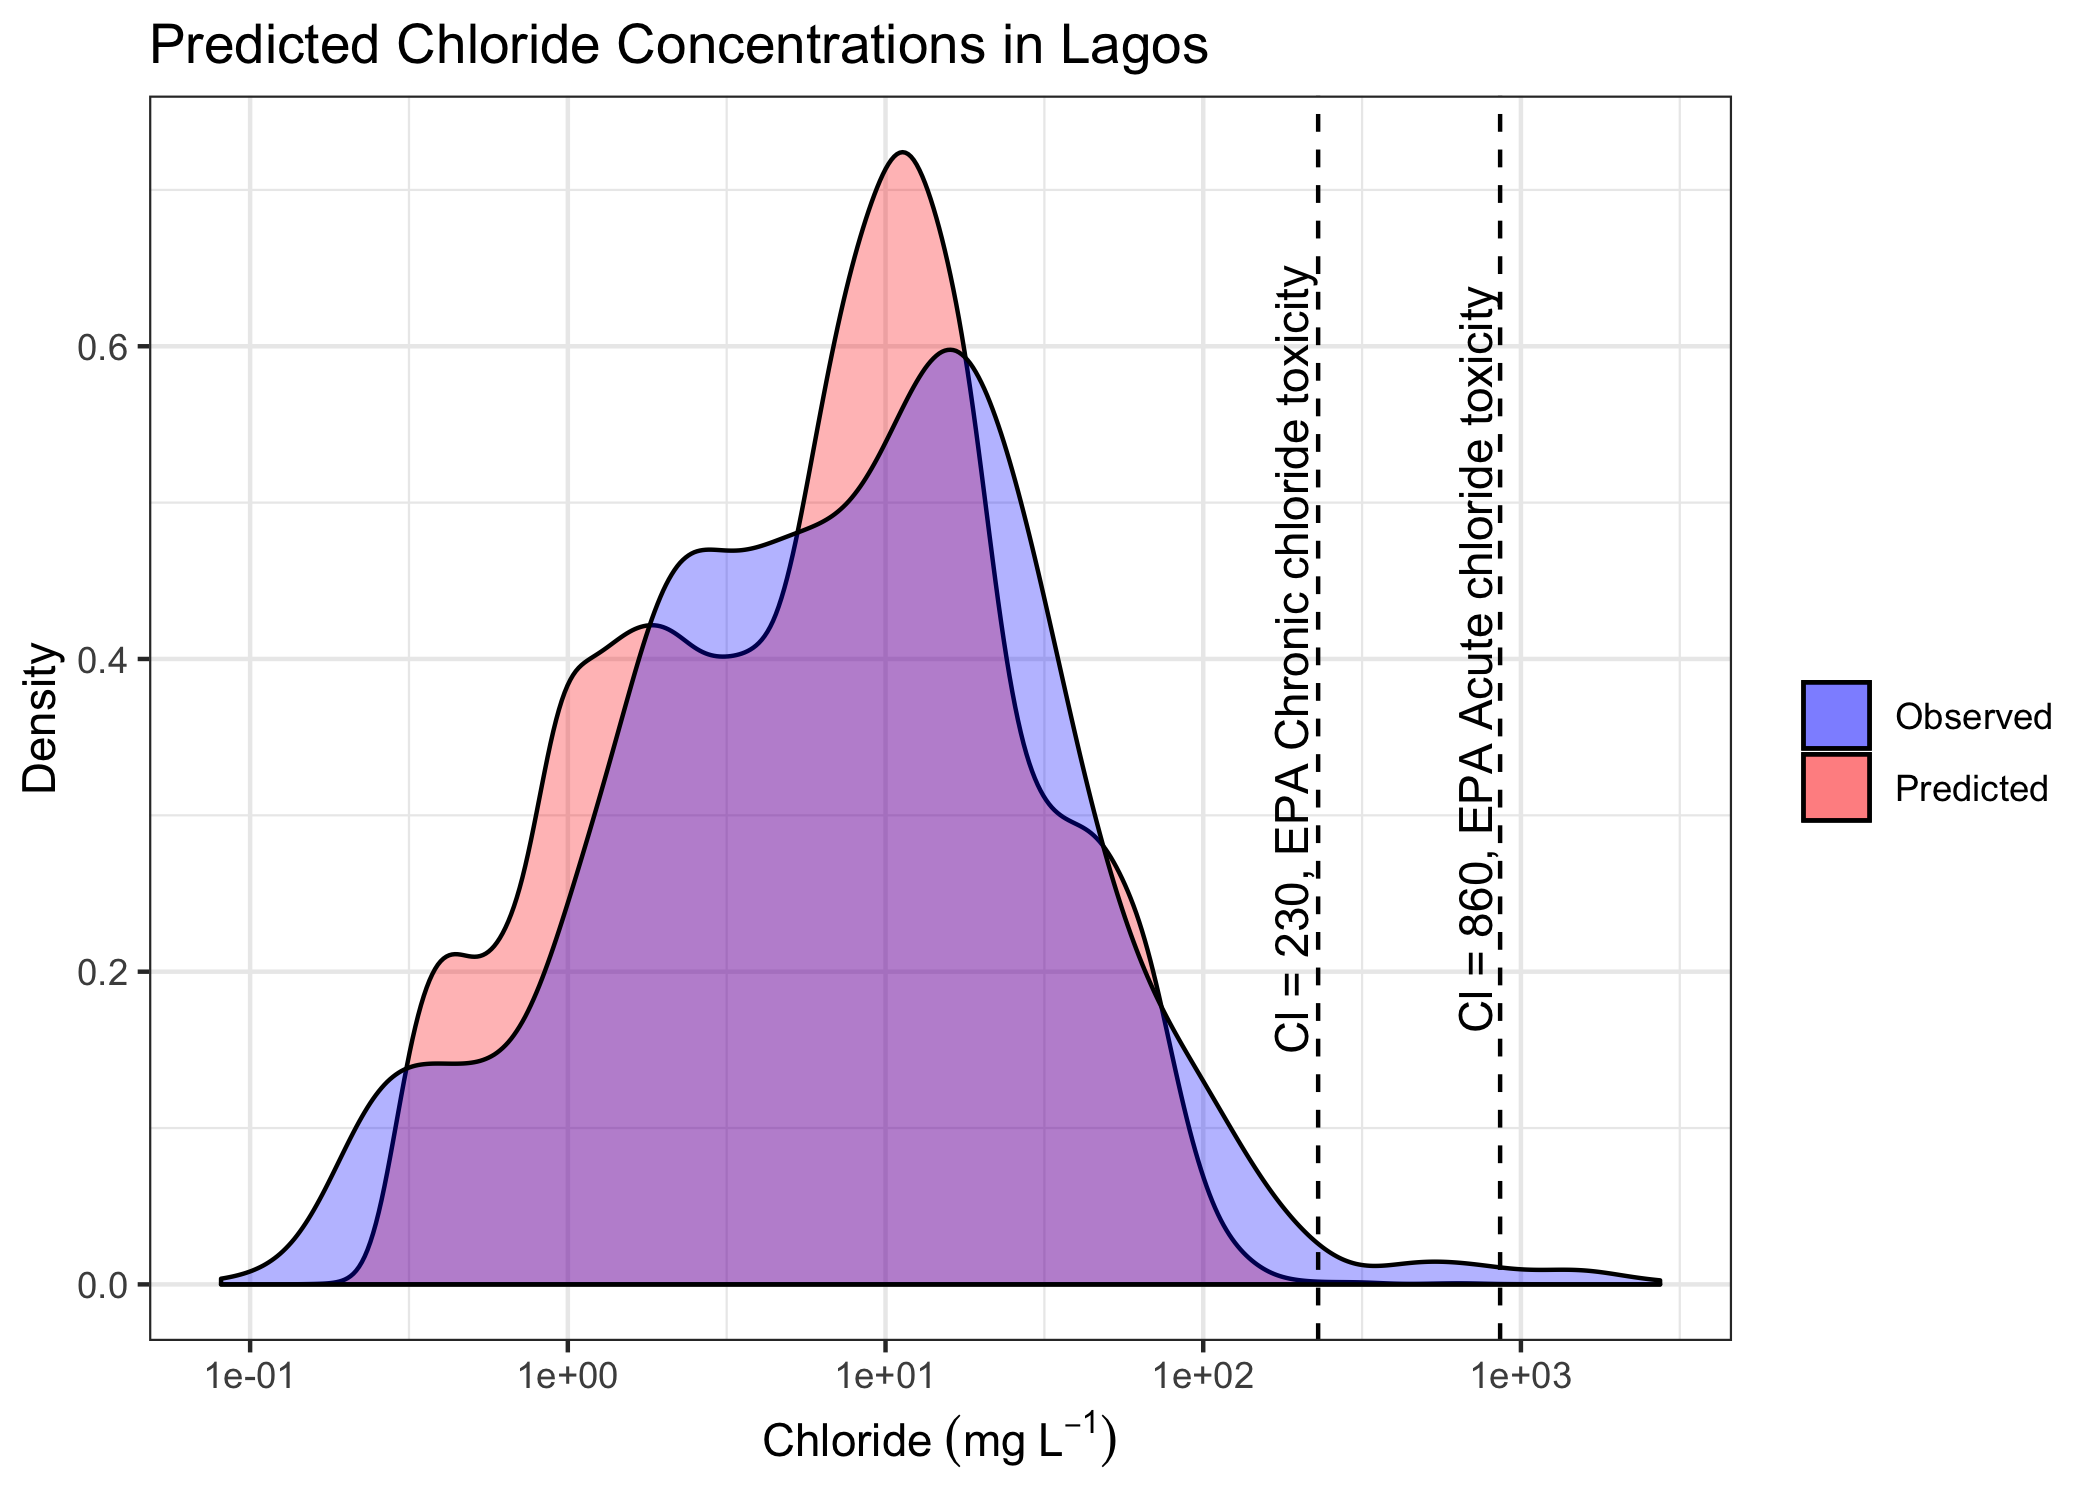 Predicted Chloride Concentrations in Lagos
Density
0.6
0.4
0.2
0.0
Cl = 230, EPA Chronic chloride toxicity
Cl = 860, EPA Acute chloride toxicity
Observed
Predicted
1e-01 1e+00 1e+01 1e+02 1e+03
Chloride (mg L⁻¹)